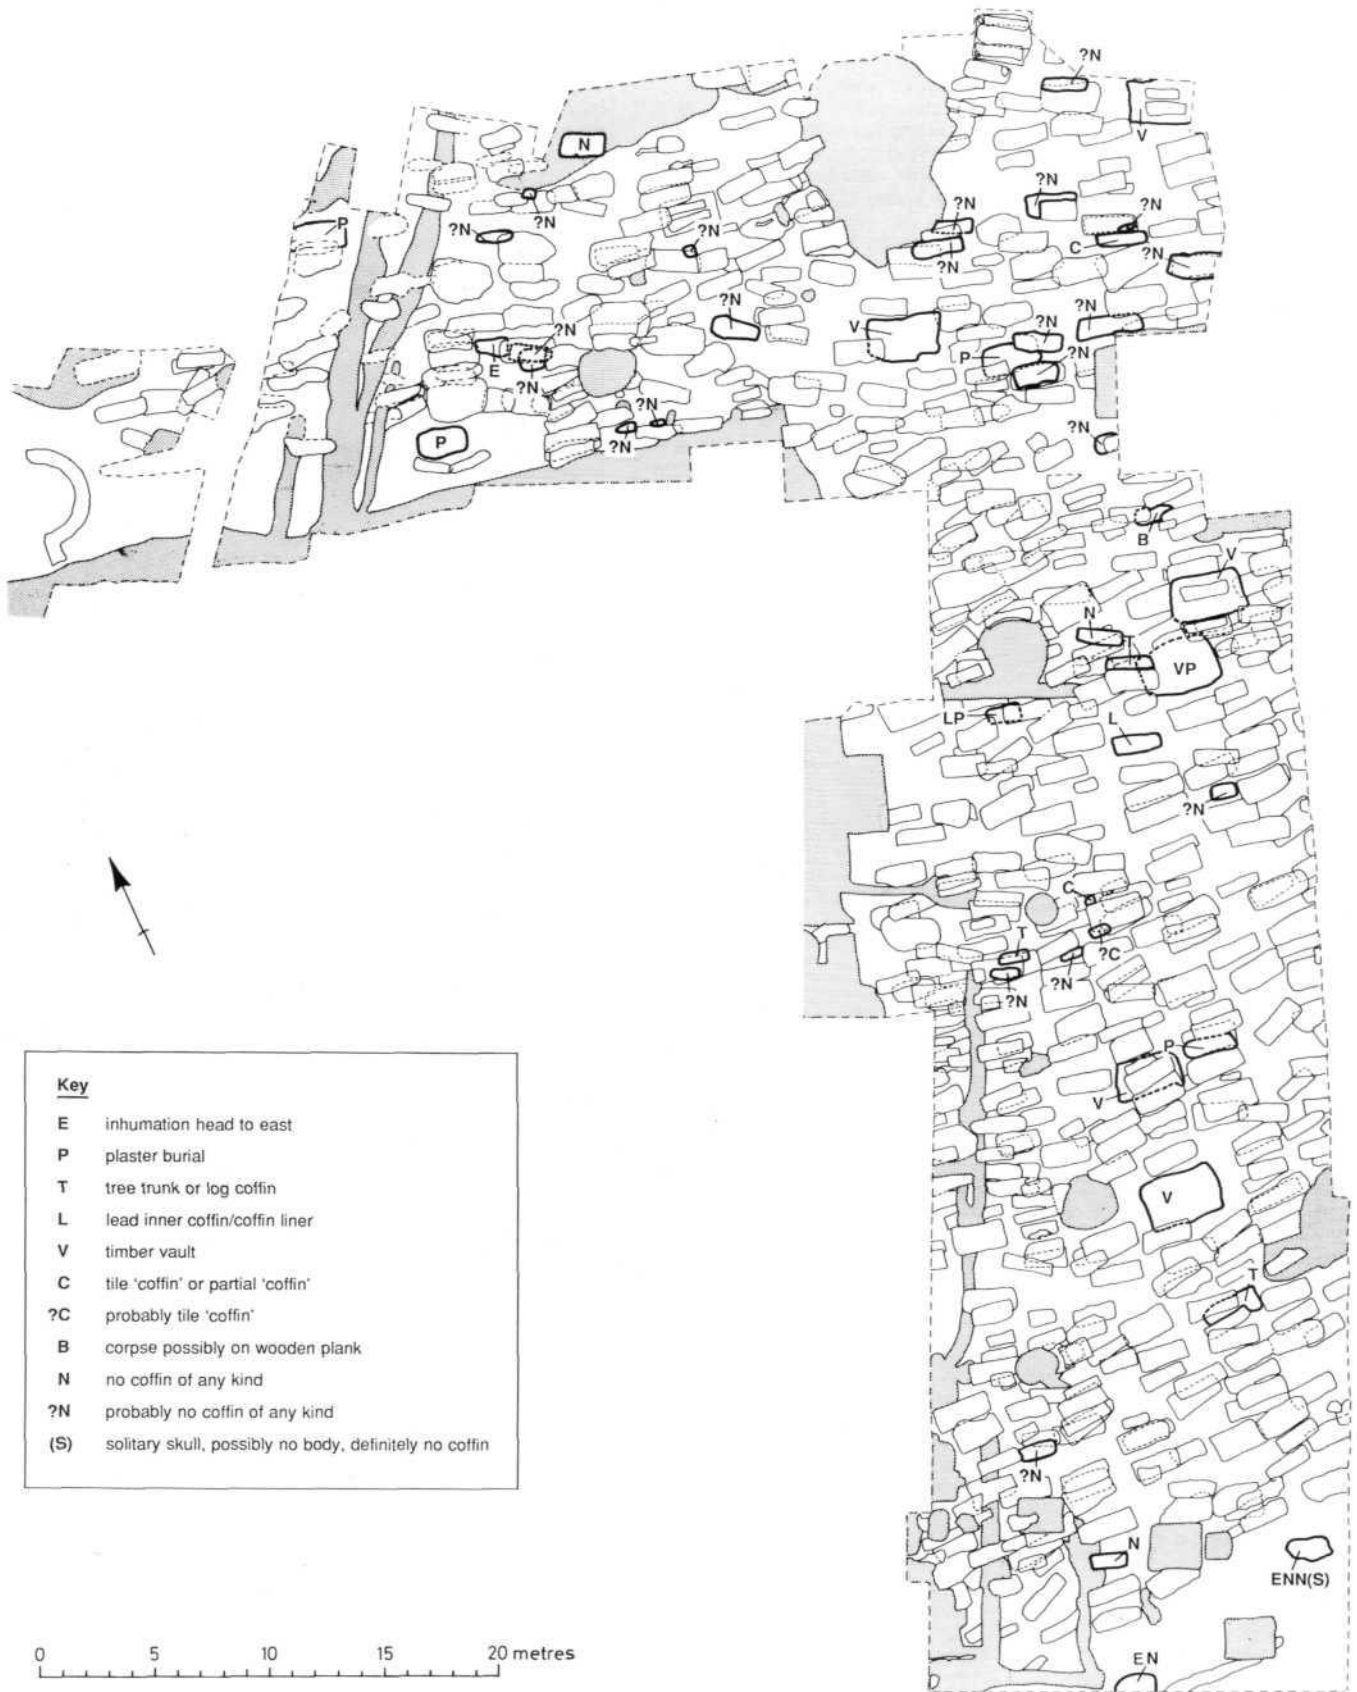 ?N
V
N
?N
?N
?N
P
?N
?N
?N
C
?N
?N
?N
V
?N
?N
?N
P
?N
E
?N
?N
?N
P
?N
?N
B
V
N
T
VP
LP
L
?N
C
T
?C
?N
?N
P
V
V
T
?N
N
ENN(S)
EN
Key
E inhumation head to east
P plaster burial
T tree trunk or log coffin
L lead inner coffin/coffin liner
V timber vault
C tile ‘coffin’ or partial ‘coffin’
?C probably tile ‘coffin’
B corpse possibly on wooden plank
N no coffin of any kind
?N probably no coffin of any kind
(S) solitary skull, possibly no body, definitely no coffin
0 5 10 15 20 metres